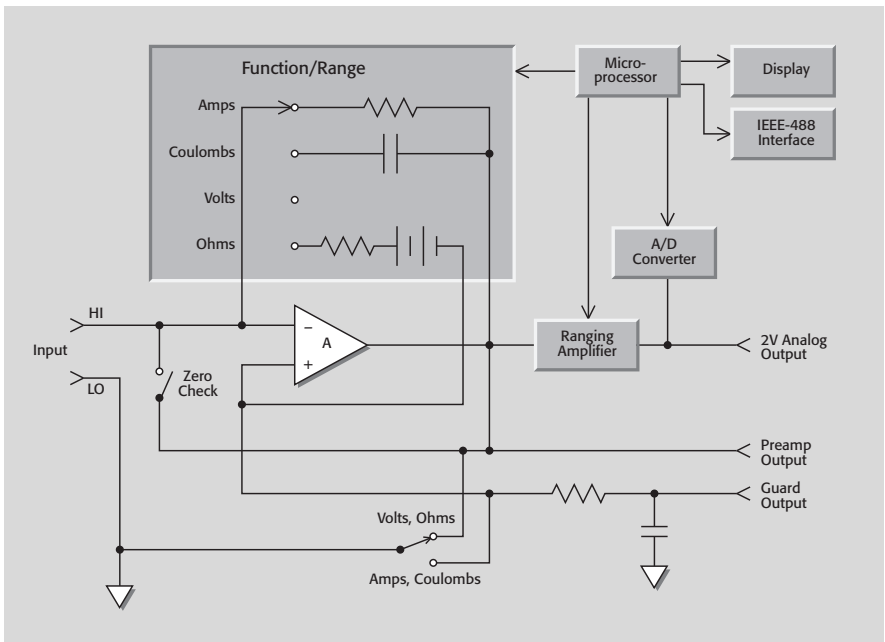 Function/Range
Amps
Coulombs
Volts
Ohms
Micro-
processor
Display
IEEE-488
Interface
A/D
Converter
HI
Input
LO
Zero
Check
−
A
+
Ranging
Amplifier
2V Analog
Output
Preamp
Output
Guard
Output
Volts, Ohms
Amps, Coulombs